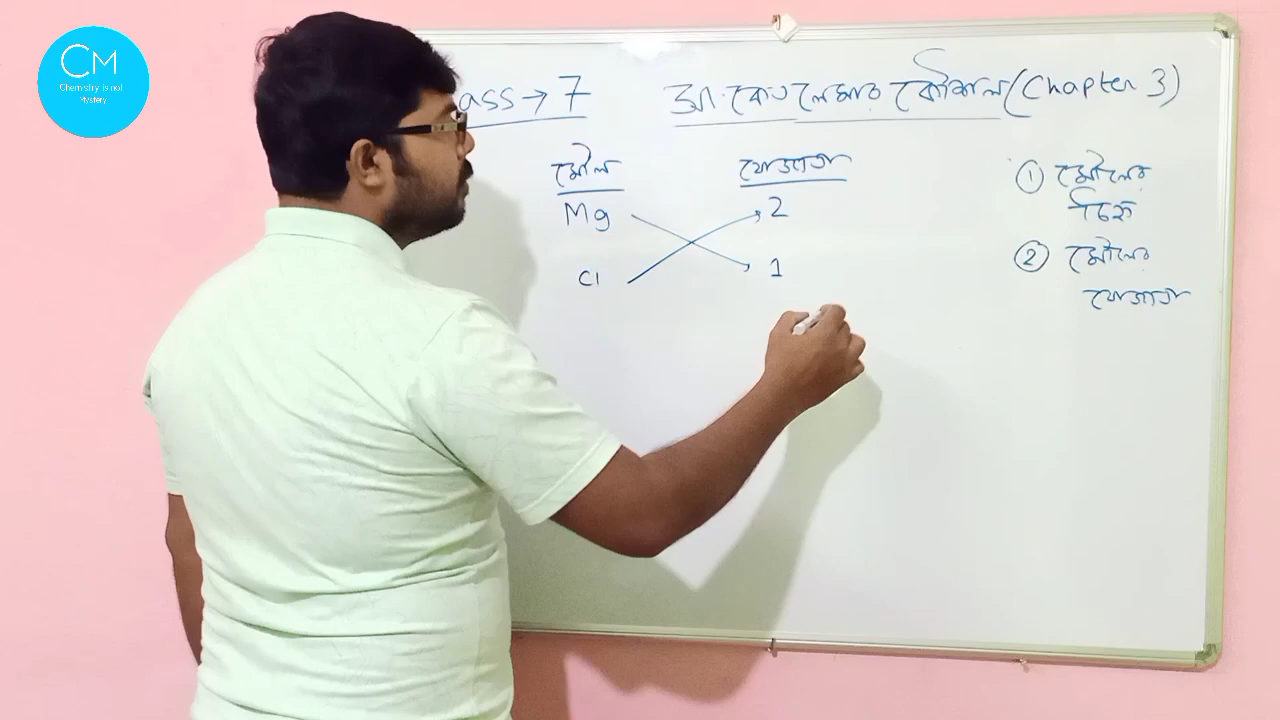 CM
Chemistry is not
Mystery
ass → 7
আ. কেত লেখার কৌশল (Chapter 3)
মৌল যোজ্যতা
Mg 2
Cl 1
① মৌলের
চিহ্ন
② মৌলের
যোজ্যতা